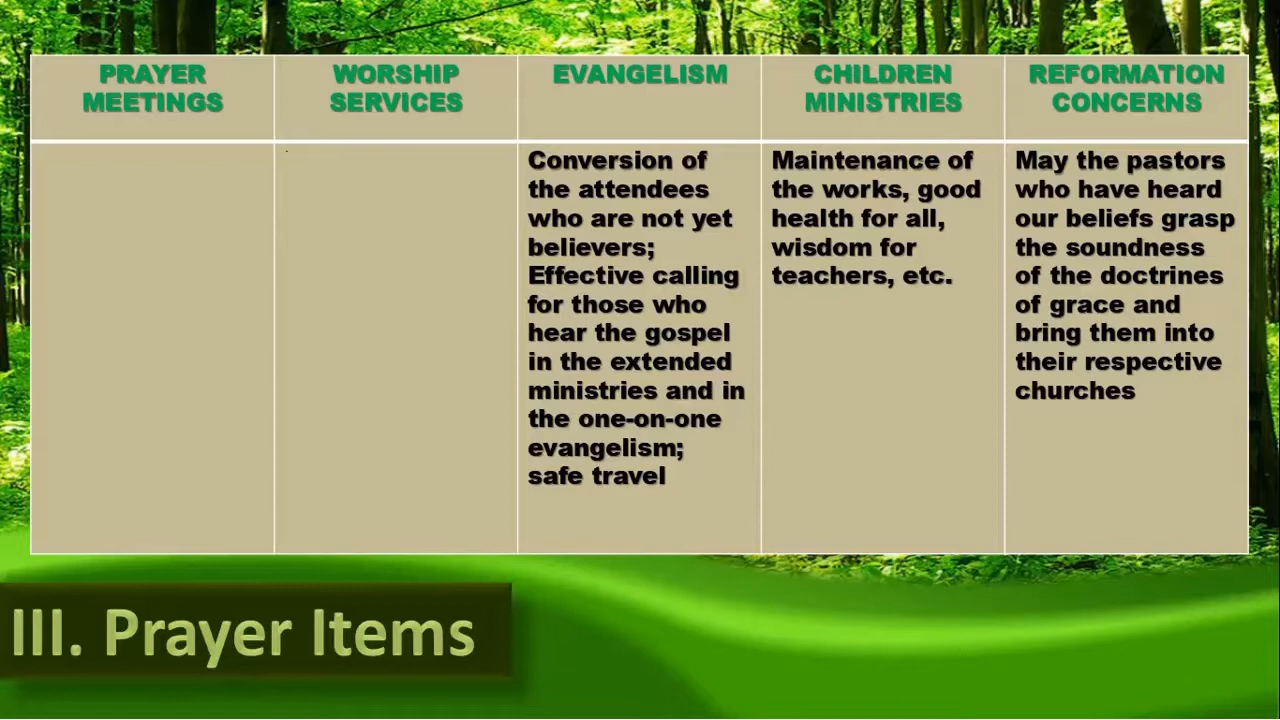 PRAYER
MEETINGS
WORSHIP
SERVICES
EVANGELISM
CHILDREN
MINISTRIES
REFORMATION
CONCERNS
.
Conversion of
the attendees
who are not yet
believers;
Effective calling
for those who
hear the gospel
in the extended
ministries and in
the one-on-one
evangelism;
safe travel
Maintenance of
the works, good
health for all,
wisdom for
teachers, etc.
May the pastors
who have heard
our beliefs grasp
the soundness
of the doctrines
of grace and
bring them into
their respective
churches
III. Prayer Items